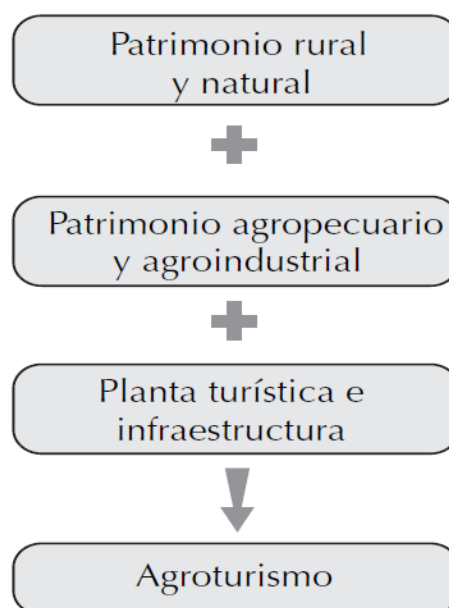 Patrimonio rural
y natural
Patrimonio agropecuario
y agroindustrial
Planta turística e
infraestructura
Agroturismo